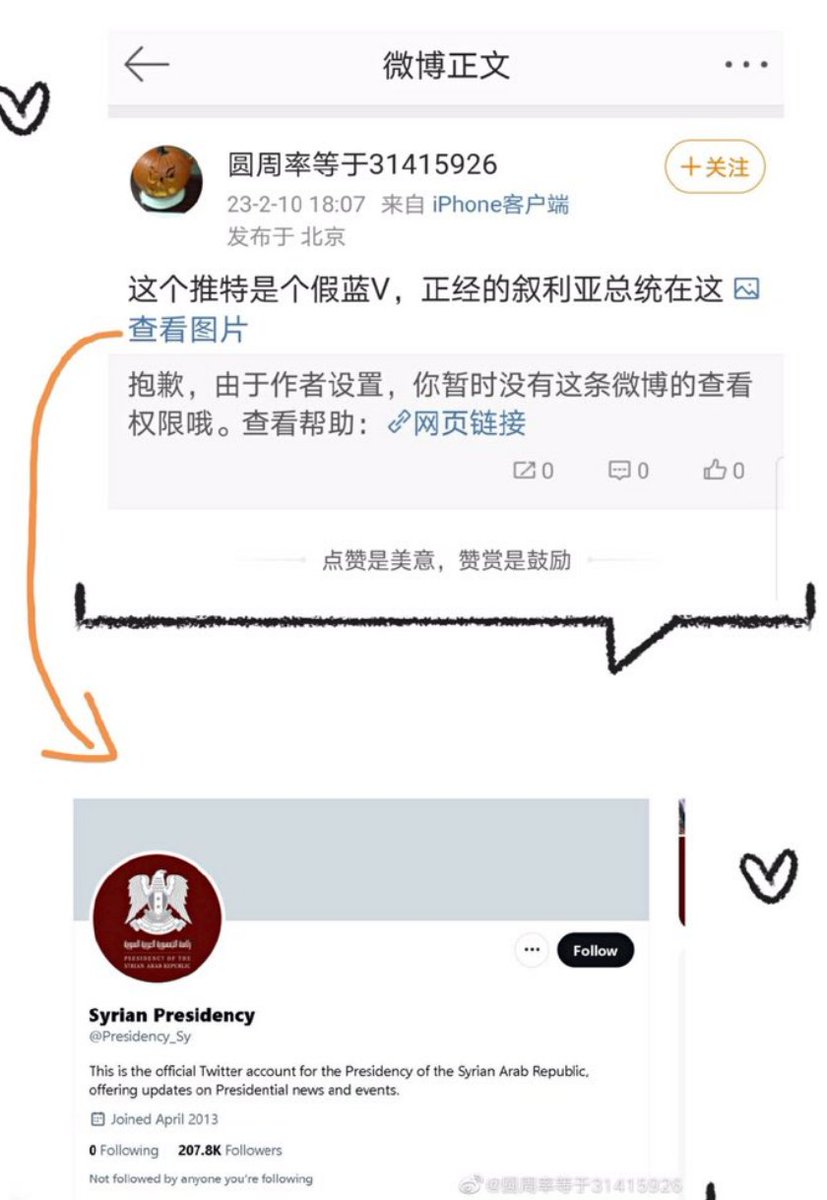 微博正文
圆周率等于31415926
+关注
23-2-10 18:07 来自 iPhone客户端
发布于 北京
这个推特是个假蓝V，正经的叙利亚总统在这
查看图片
抱歉，由于作者设置，你暂时没有这条微博的查看
权限哦。查看帮助：网页链接
0 0 0
点赞是美意，赞赏是鼓励
رئاسة الجمهورية العربية السورية
PRESIDENCY OF THE
SYRIAN ARAB REPUBLIC
Follow
Syrian Presidency
@Presidency_Sy
This is the official Twitter account for the Presidency of the Syrian Arab Republic,
offering updates on Presidential news and events.
Joined April 2013
0 Following 207.8K Followers
Not followed by anyone you're following
@圆周率等于31415926